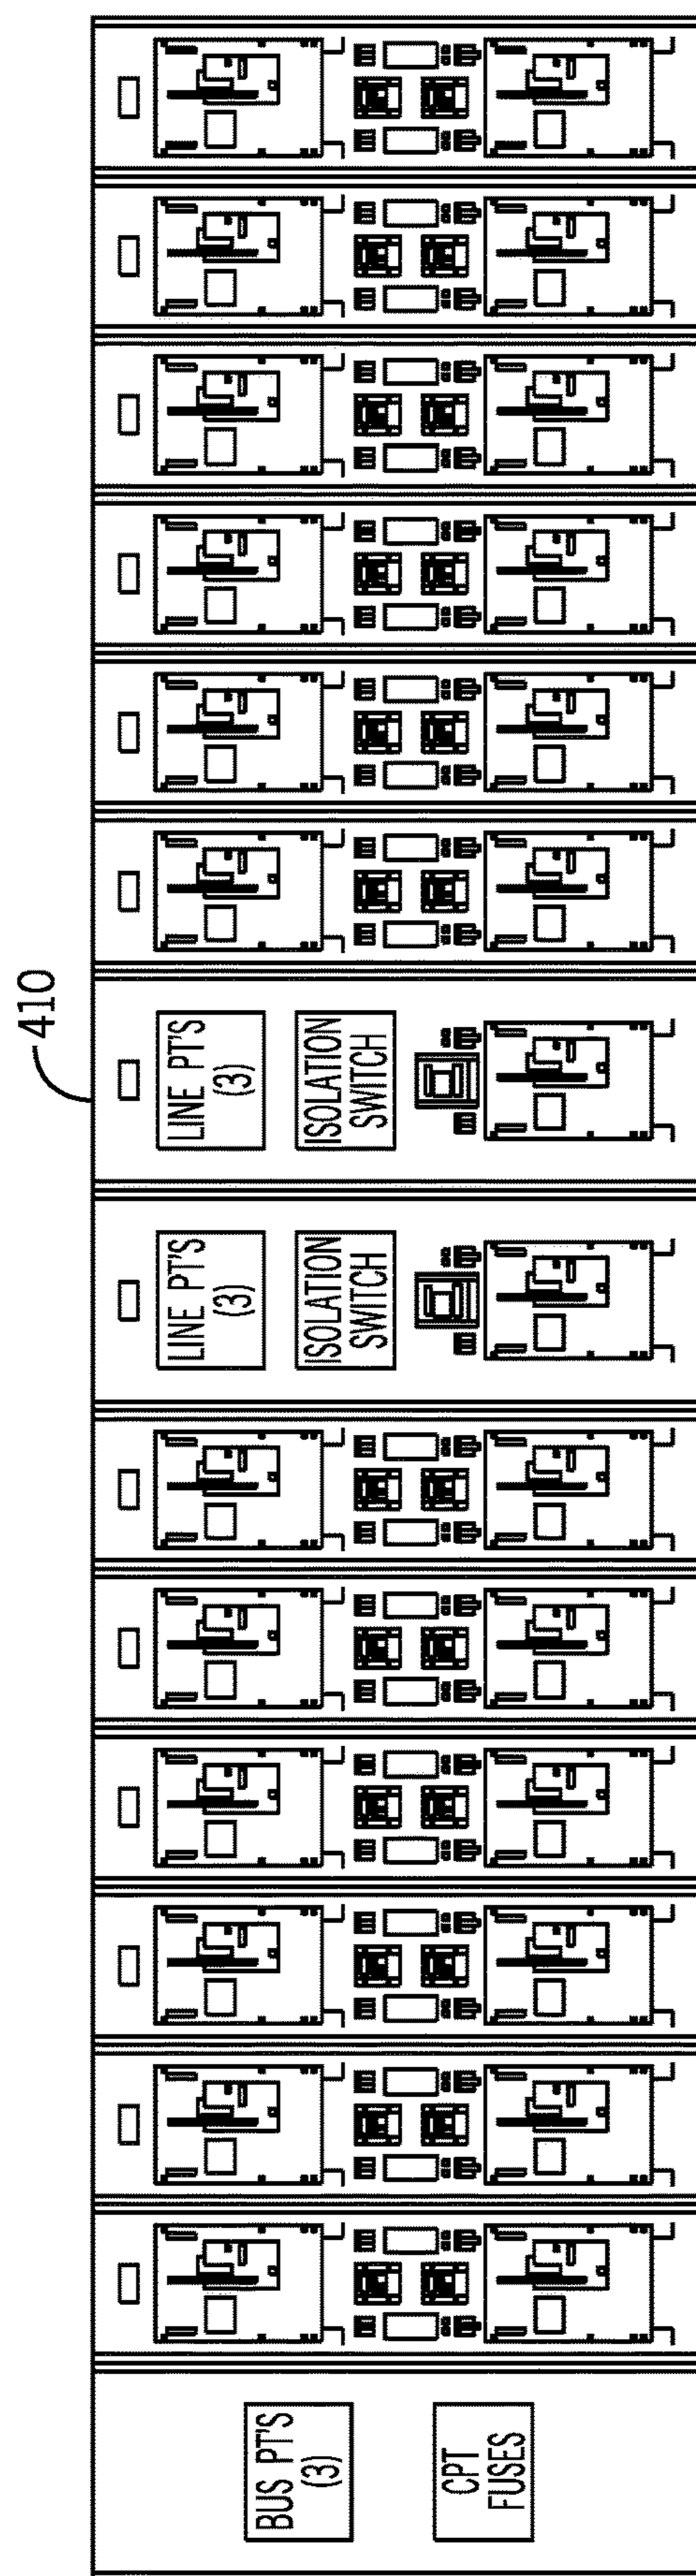 410
BUS PT'S
(3)
CPT
FUSES
LINE PT'S
(3)
ISOLATION
SWITCH
LINE PT'S
(3)
ISOLATION
SWITCH